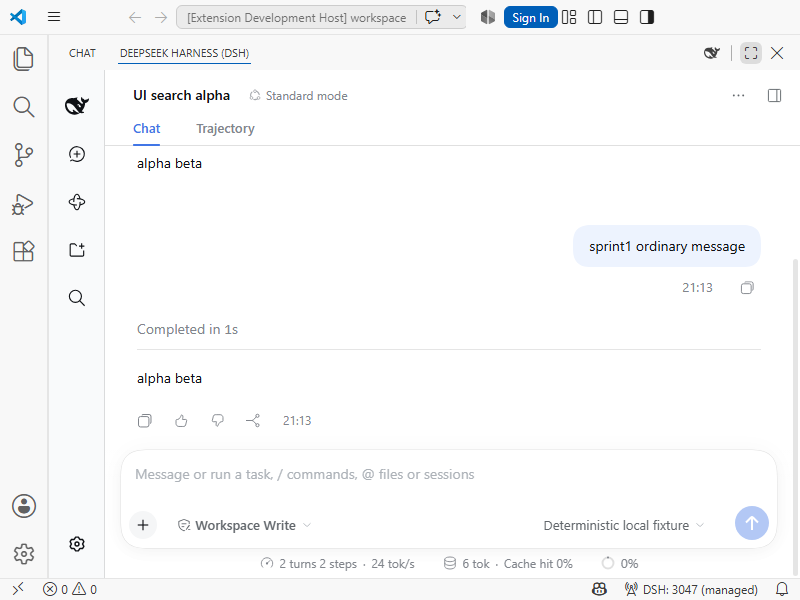 [Extension Development Host] workspace
Sign In
CHAT
DEEPSEEK HARNESS (DSH)
UI search alpha
Standard mode
Chat
Trajectory
alpha beta
sprint1 ordinary message
21:13
Completed in 1s
alpha beta
21:13
Message or run a task, / commands, @ files or sessions
Workspace Write
Deterministic local fixture
2 turns 2 steps · 24 tok/s
6 tok · Cache hit 0%
0%
0
0
DSH: 3047 (managed)